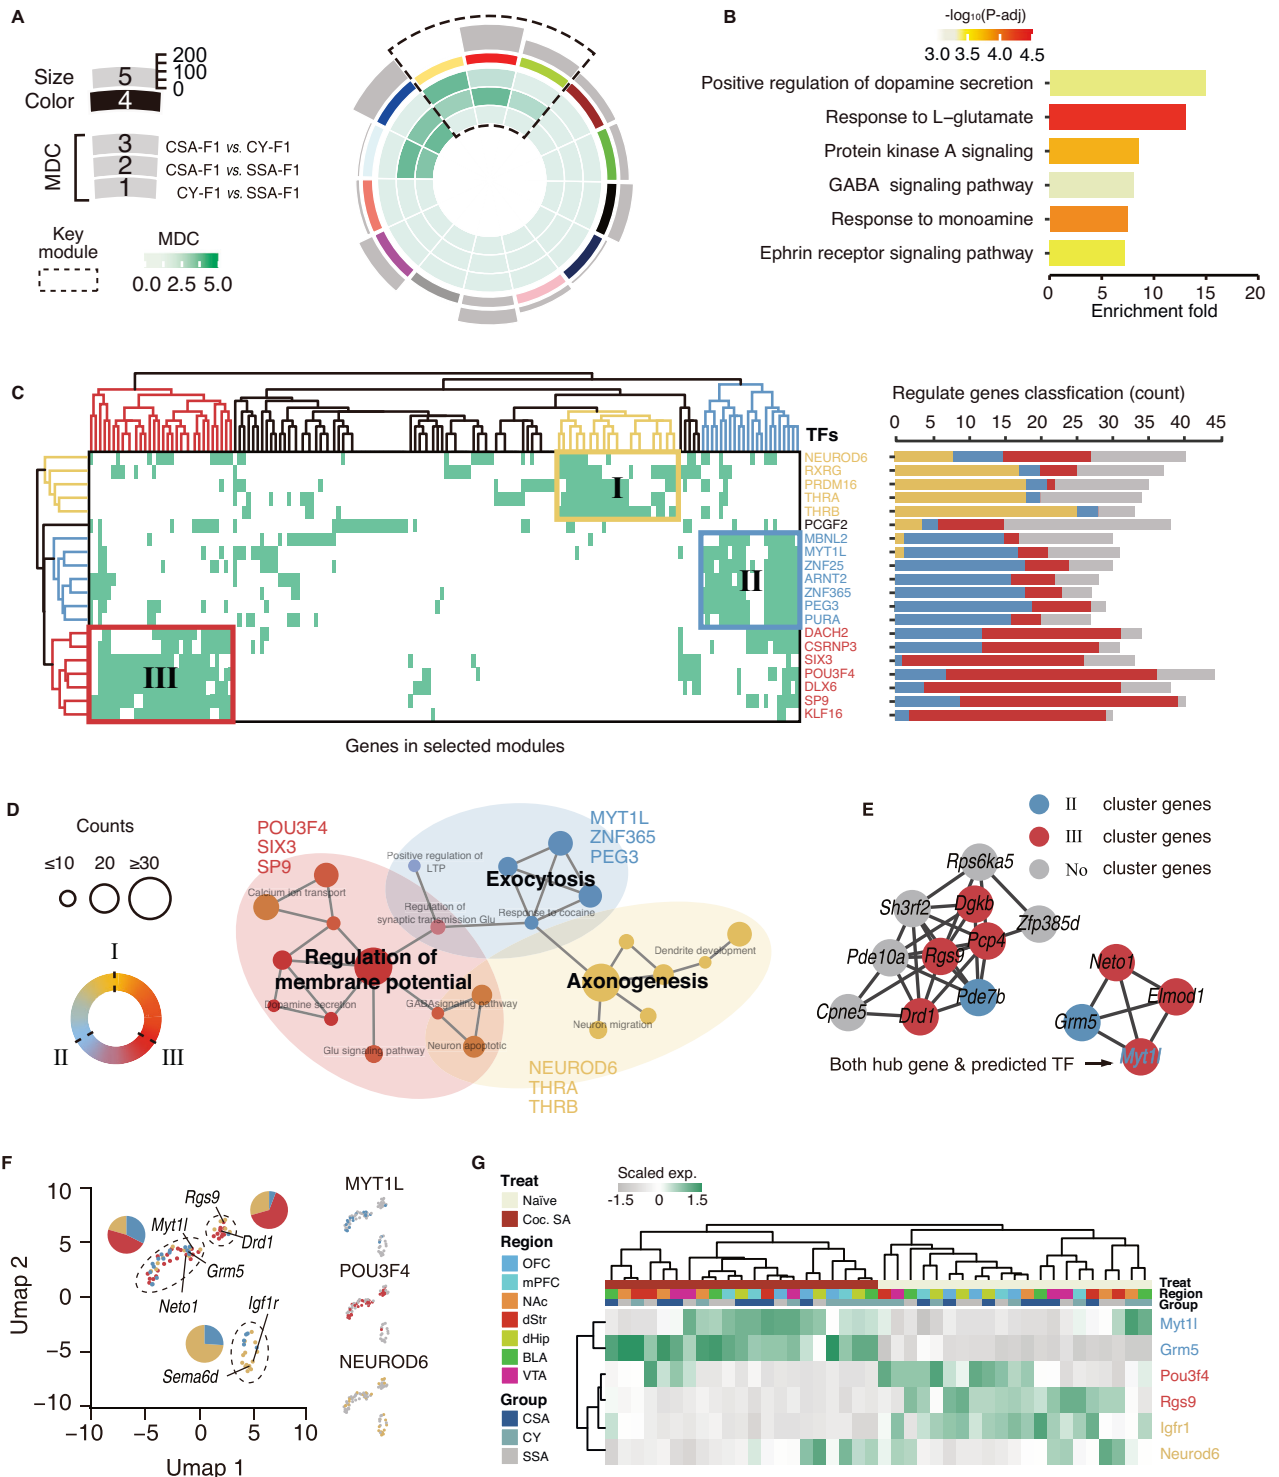 A
Size
Color
5
4
200
100
0
MDC
3
2
1
CSA-F1 vs. CY-F1
CSA-F1 vs. SSA-F1
CY-F1 vs. SSA-F1
Key
module
MDC
0.0 2.5 5.0
B
-log10(P-adj)
3.0 3.5 4.0 4.5
Positive regulation of dopamine secretion
Response to L−glutamate
Protein kinase A signaling
GABA signaling pathway
Response to monoamine
Ephrin receptor signaling pathway
0 5 10 15 20
Enrichment fold
C
TFs
I
II
III
NEUROD6
RXRG
PRDM16
THRA
THRB
PCGF2
MBNL2
MYT1L
ZNF25
ARNT2
ZNF365
PEG3
PURA
DACH2
CSRNP3
SIX3
POU3F4
DLX6
SP9
KLF16
Genes in selected modules
Regulate genes classfication (count)
0 5 10 15 20 25 30 35 40 45
D
Counts
≤10 20 ≥30
I
II
III
POU3F4
SIX3
SP9
MYT1L
ZNF365
PEG3
Positive regulation of
LTP
Exocytosis
Calcium ion transport
Regulation of
synaptic transmission Glu
Response to cocaine
Regulation of
membrane potential
Dendrite development
Axonogenesis
Dopamine secretion
GABAsignaling pathway
Neuron migration
Glu signaling pathway
Neuron apoptotic
NEUROD6
THRA
THRB
E
II cluster genes
III cluster genes
No cluster genes
Rps6ka5
Sh3rf2
Dgkb
Zfp385d
Pde10a
Rgs9
Pcp4
Cpne5
Drd1
Pde7b
Neto1
Elmod1
Grm5
Myt1l
Both hub gene & predicted TF
F
Umap 2
10
5
0
−5
−10
−10 −5 0 5 10
Umap 1
Rgs9
Myt1l
Drd1
Grm5
Neto1
Igf1r
Sema6d
MYT1L
POU3F4
NEUROD6
G
Treat
Naïve
Coc. SA
Region
OFC
mPFC
NAc
dStr
dHip
BLA
VTA
Group
CSA
CY
SSA
Scaled exp.
-1.5 0 1.5
Treat
Region
Group
Myt1l
Grm5
Pou3f4
Rgs9
Igfr1
Neurod6